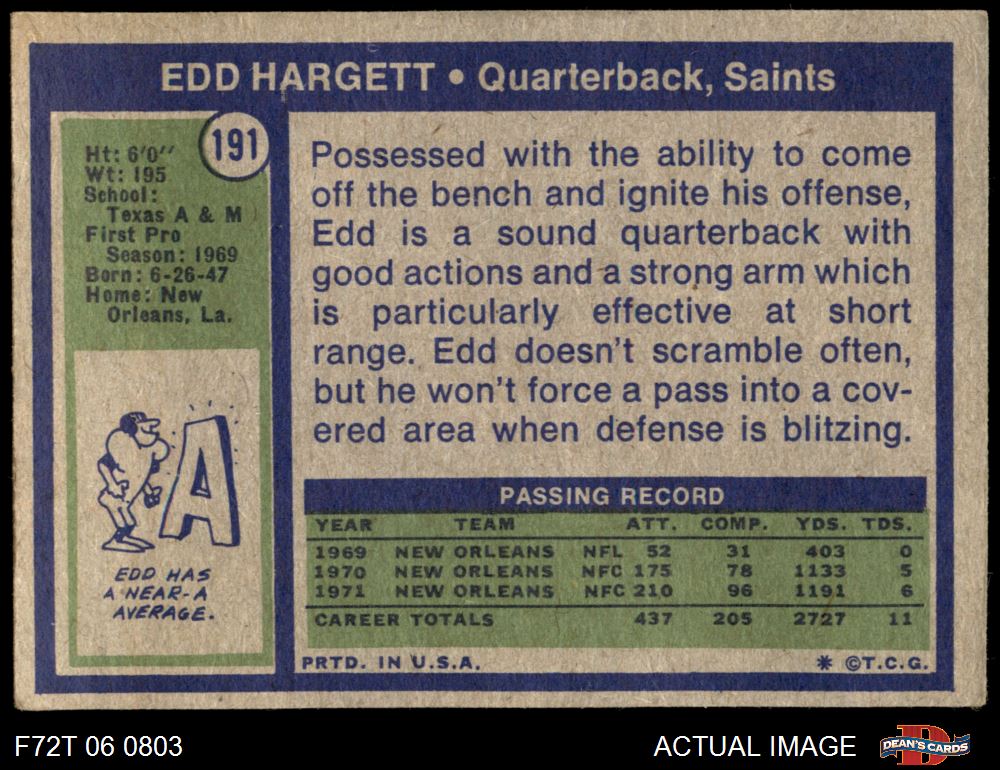 EDD HARGETT • Quarterback, Saints
191
Ht: 6'0''
Wt: 195
School:
Texas A & M
First Pro
Season: 1969
Born: 6-26-47
Home: New
Orleans, La.
Possessed with the ability to come
off the bench and ignite his offense,
Edd is a sound quarterback with
good actions and a strong arm which
is particularly effective at short
range. Edd doesn't scramble often,
but he won't force a pass into a cov-
ered area when defense is blitzing.
A
EDD HAS
A NEAR-A
AVERAGE.
PASSING RECORD
YEAR TEAM ATT. COMP. YDS. TDS.
1969 NEW ORLEANS NFL 52 31 403 0
1970 NEW ORLEANS NFC 175 78 1133 5
1971 NEW ORLEANS NFC 210 96 1191 6
CAREER TOTALS 437 205 2727 11
PRTD. IN U.S.A. * ©T.C.G.
F72T 06 0803 ACTUAL IMAGE D DEAN'S CARDS